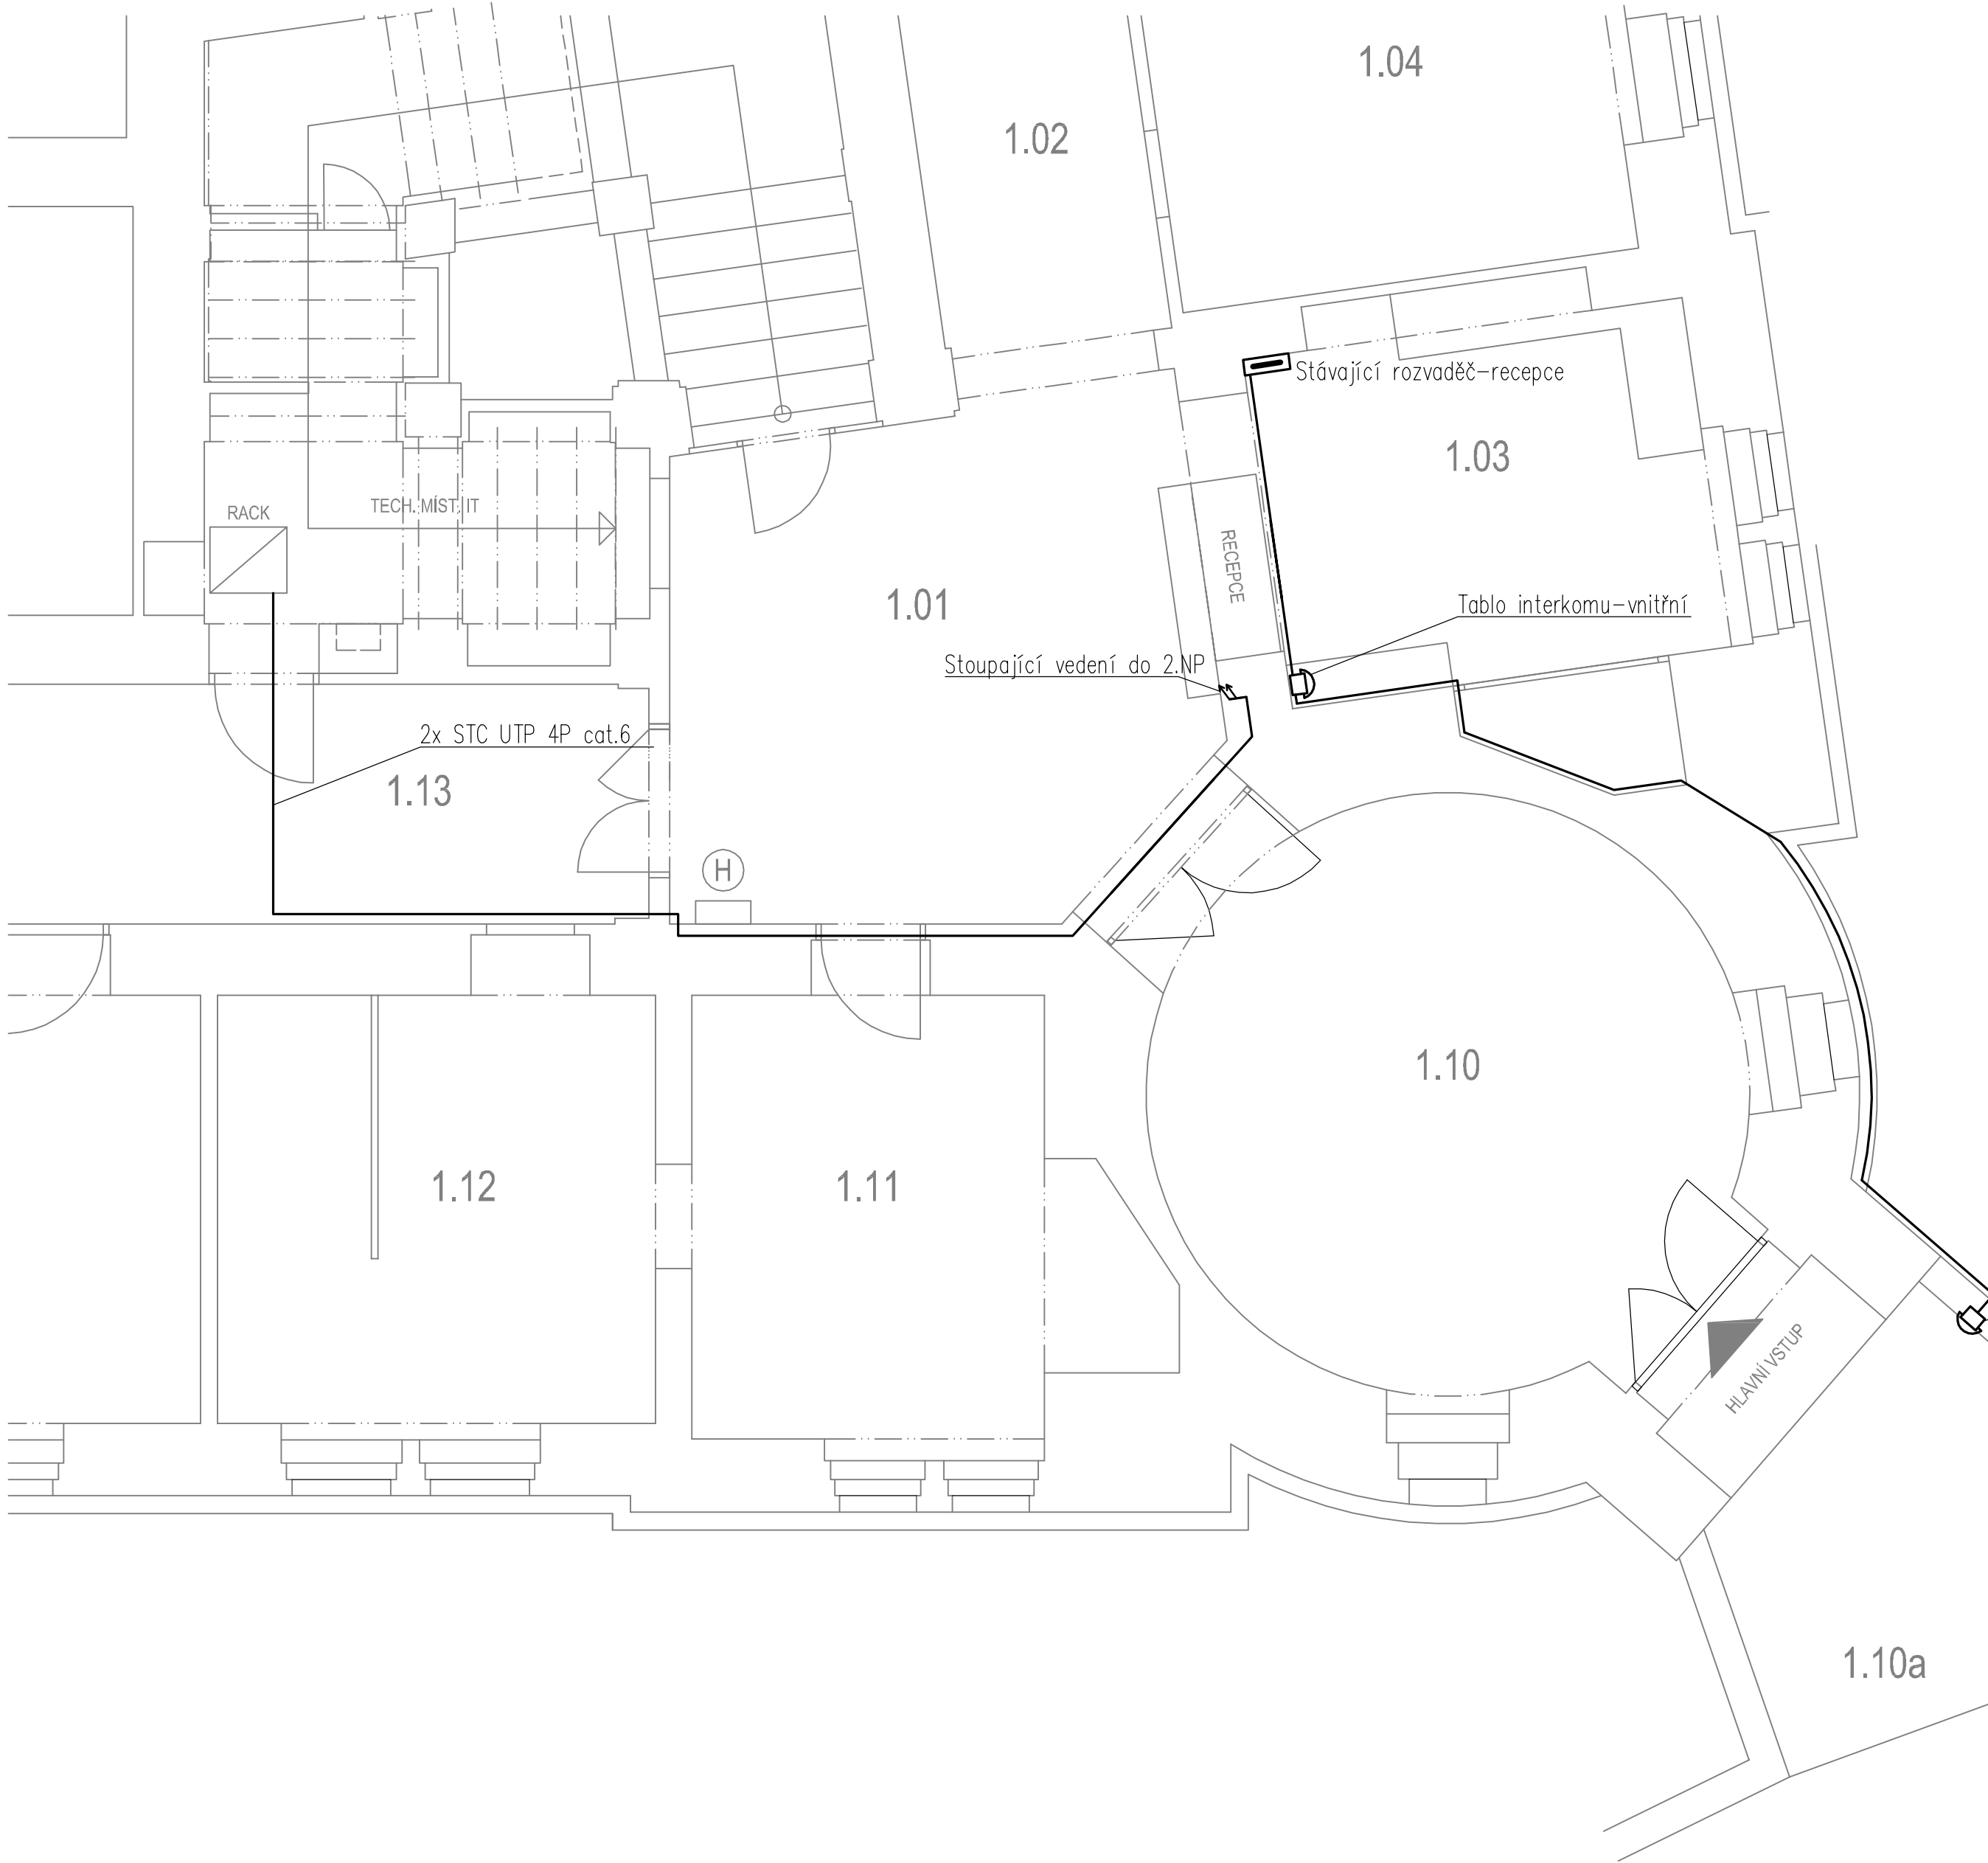 1.04
1.02
Stávající rozvaděč-recepce
1.03
TECH. MÍST. IT
RACK
RECEPCE
1.01
Tablo interkomu-vnitřní
Stoupající vedení do 2.NP
2x STC UTP 4P cat.6
1.13
H
1.10
1.12
1.11
HLAVNÍ VSTUP
1.10a